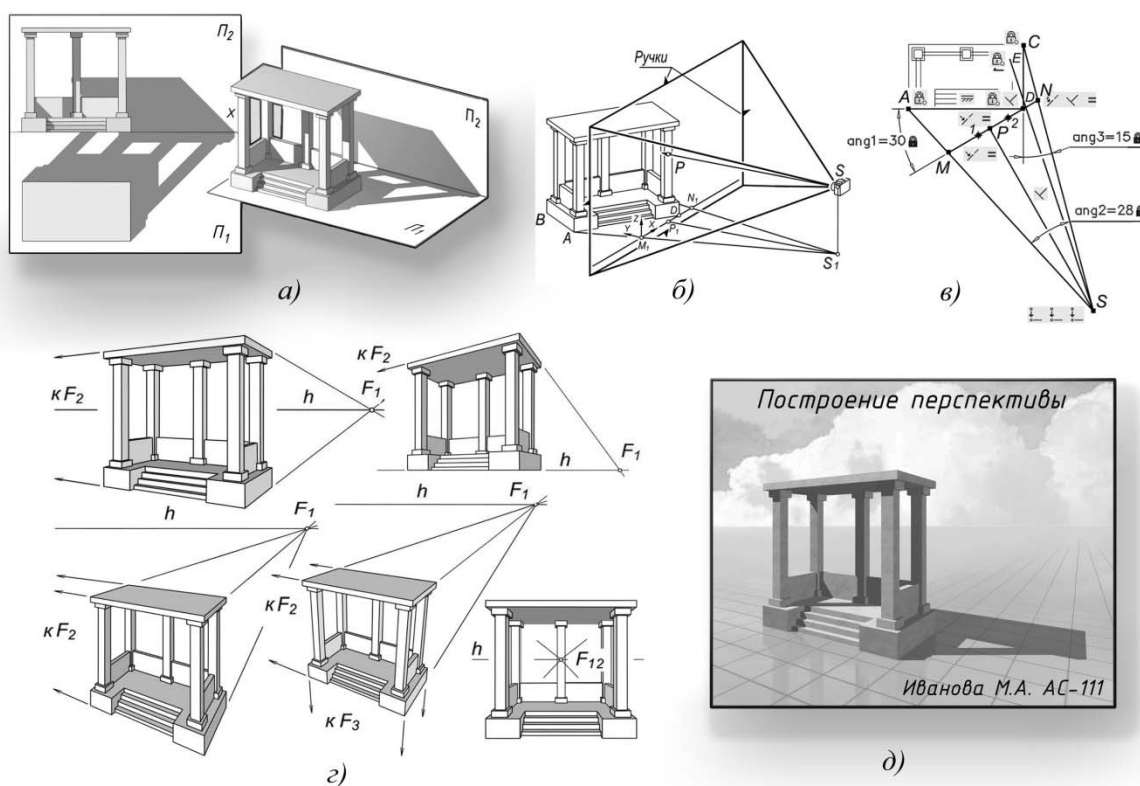 П₂
П₁
x
П₂
П₁
а)
Ручки
P
S
N₁
D
B
A
Z
Y
X
P₁
M₁
S₁
б)
C
E
A
D
N
1
P
2
ang1=30
M
ang3=15
ang2=28
S
в)
к F₂
h
F₁
к F₂
h
F₁
h
F₁
к F₂
h
F₁
к F₂
к F₃
h
F₁₂
г)
Построение перспективы
Иванова М.А. АС-111
д)